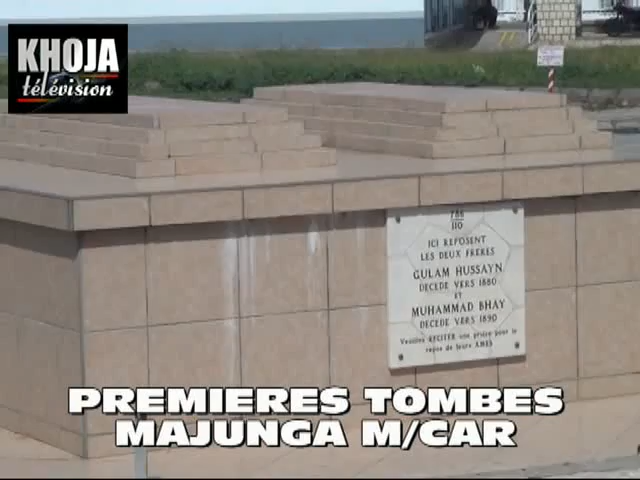 KHOJA
télévision
786
110
ICI REPOSENT
LES DEUX FRERES
GULAM HUSSAYN
DECEDE VERS 1880
ET
MUHAMMAD BHAY
DECEDE VERS 1890
Veuillez RECITER une prière pour le
repos de leurs AMES
PREMIERES TOMBES
MAJUNGA M/CAR